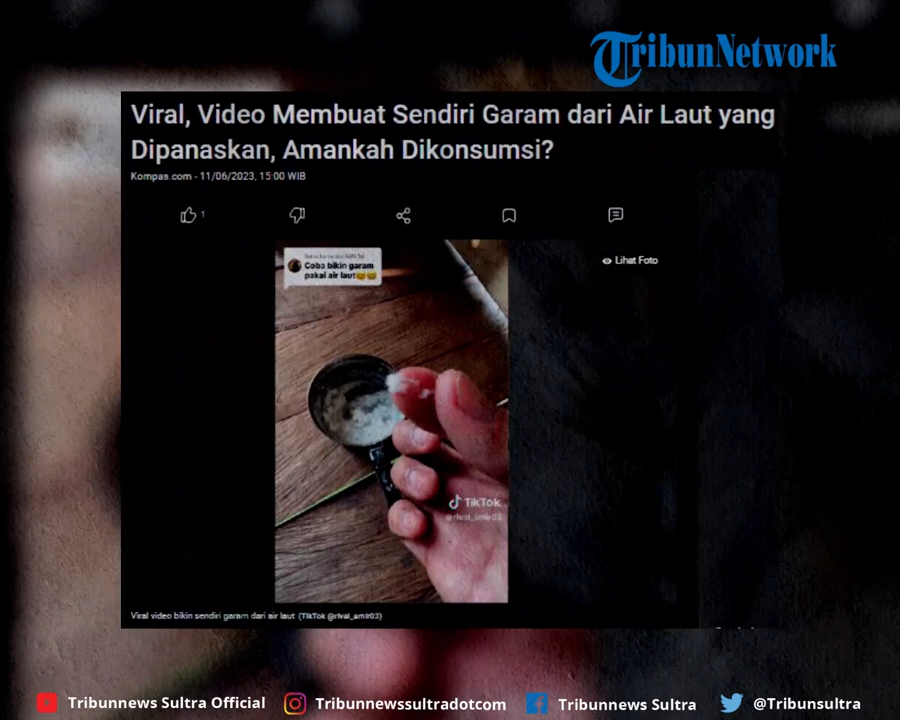 TribunNetwork
Viral, Video Membuat Sendiri Garam dari Air Laut yang
Dipanaskan, Amankah Dikonsumsi?
Kompas.com - 11/06/2023, 15:00 WIB
1
Lihat Foto
Coba bikin garam
pakai air laut😄😄
TikTok
@rival_amir03
Viral video bikin sendiri garam dari air laut (TikTok @rival_amir03)
Tribunnews Sultra Official
Tribunnewssultradotcom
Tribunnews Sultra
@Tribunsultra